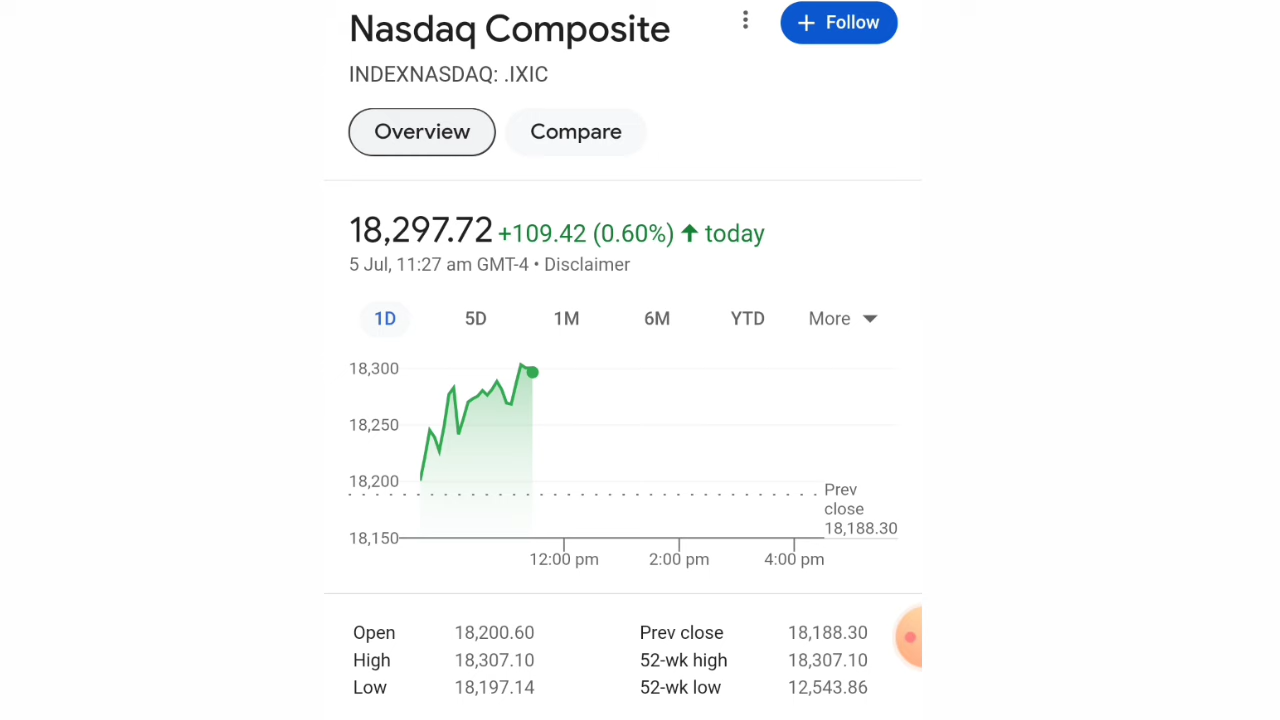 Nasdaq Composite
+ Follow
INDEXNASDAQ: .IXIC
Overview Compare
18,297.72 +109.42 (0.60%) ↑ today
5 Jul, 11:27 am GMT-4 • Disclaimer
1D 5D 1M 6M YTD More
18,300
18,250
18,200
18,150
Prev
close
18,188.30
12:00 pm 2:00 pm 4:00 pm
Open 18,200.60 Prev close 18,188.30
High 18,307.10 52-wk high 18,307.10
Low 18,197.14 52-wk low 12,543.86